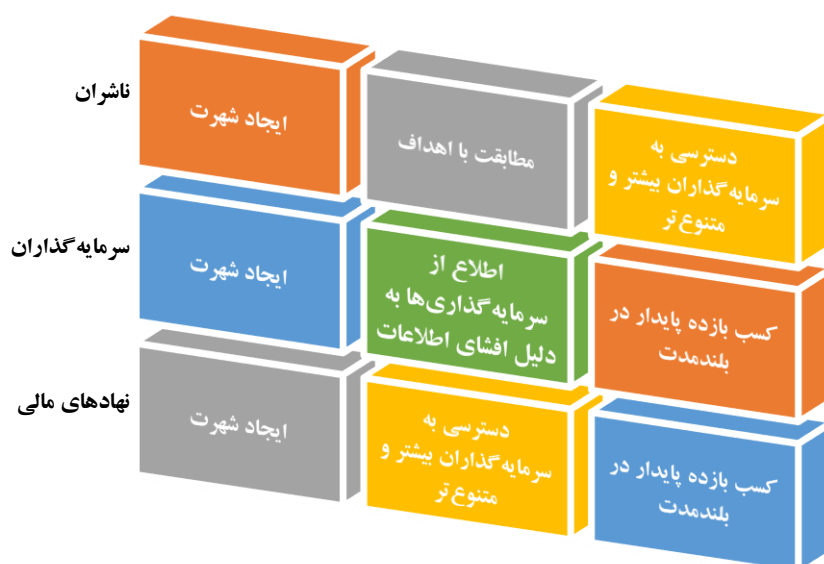 ناشران
ایجاد شهرت
مطابقت با اهداف
دسترسی به
سرمایه‌گذاران بیشتر و
متنوع‌تر
سرمایه‌گذاران
ایجاد شهرت
اطلاع از
سرمایه‌گذاری‌ها به
دلیل افشای اطلاعات
کسب بازده پایدار در
بلندمدت
نهادهای مالی
ایجاد شهرت
دسترسی به
سرمایه‌گذاران بیشتر و
متنوع‌تر
کسب بازده پایدار در
بلندمدت